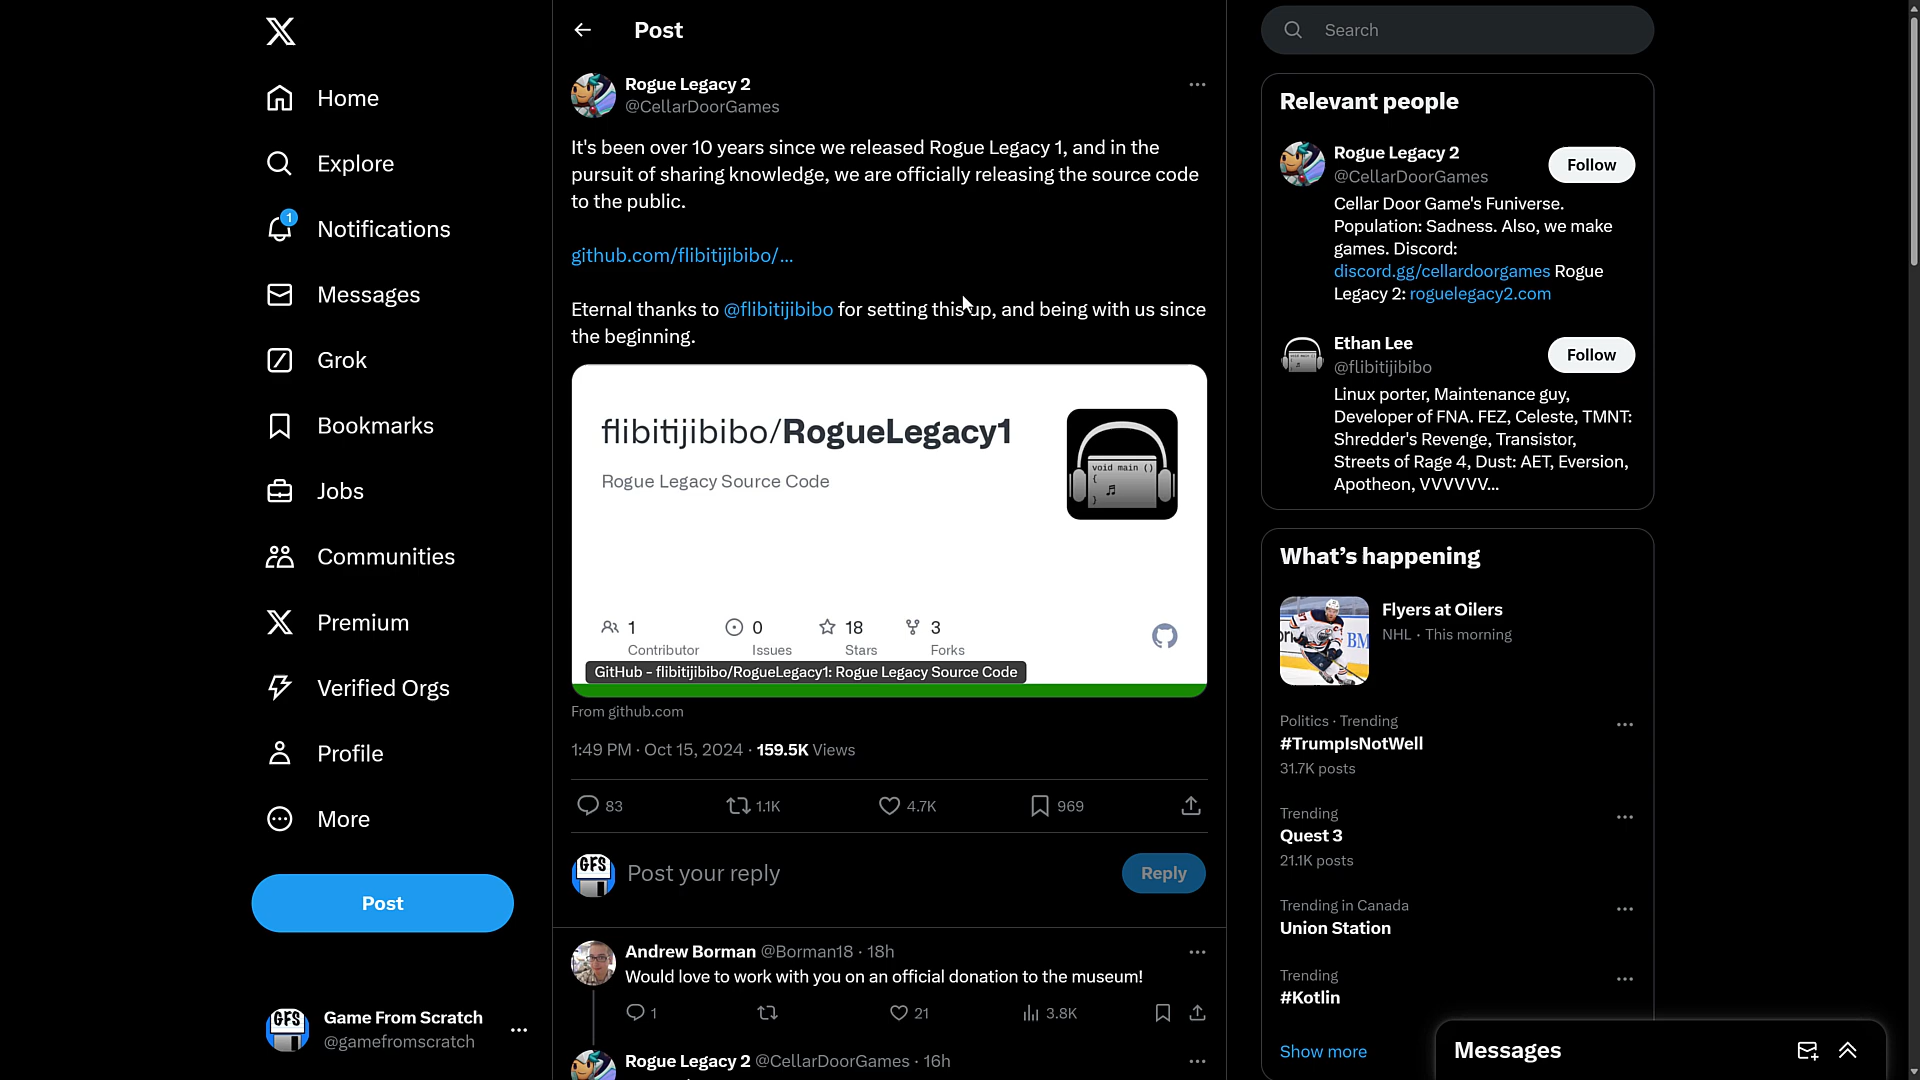 Home
Explore
1
Notifications
Messages
Grok
Bookmarks
Jobs
Communities
Premium
Verified Orgs
Profile
More
Post
GFS
Game From Scratch
@gamefromscratch
Post
Rogue Legacy 2
@CellarDoorGames
It's been over 10 years since we released Rogue Legacy 1, and in the
pursuit of sharing knowledge, we are officially releasing the source code
to the public.
github.com/flibitijibibo/...
Eternal thanks to @flibitijibibo for setting this up, and being with us since
the beginning.
flibitijibibo/RogueLegacy1
Rogue Legacy Source Code
void main ()
{
}
1
Contributor
0
Issues
18
Stars
3
Forks
GitHub - flibitijibibo/RogueLegacy1: Rogue Legacy Source Code
From github.com
1:49 PM · Oct 15, 2024 · 159.5K Views
83 1.1K 4.7K 969
GFS
Post your reply
Reply
Andrew Borman @Borman18 · 18h
Would love to work with you on an official donation to the museum!
1 21 3.8K
Rogue Legacy 2 @CellarDoorGames · 16h
Search
Relevant people
Rogue Legacy 2
@CellarDoorGames
Follow
Cellar Door Game's Funiverse.
Population: Sadness. Also, we make
games. Discord:
discord.gg/cellardoorgames Rogue
Legacy 2: roguelegacy2.com
Ethan Lee
@flibitijibibo
Follow
Linux porter, Maintenance guy,
Developer of FNA. FEZ, Celeste, TMNT:
Shredder's Revenge, Transistor,
Streets of Rage 4, Dust: AET, Eversion,
Apotheon, VVVVVV...
What's happening
Flyers at Oilers
NHL · This morning
Politics · Trending
#TrumpIsNotWell
31.7K posts
Trending
Quest 3
21.1K posts
Trending in Canada
Union Station
Trending
#Kotlin
Show more
Messages